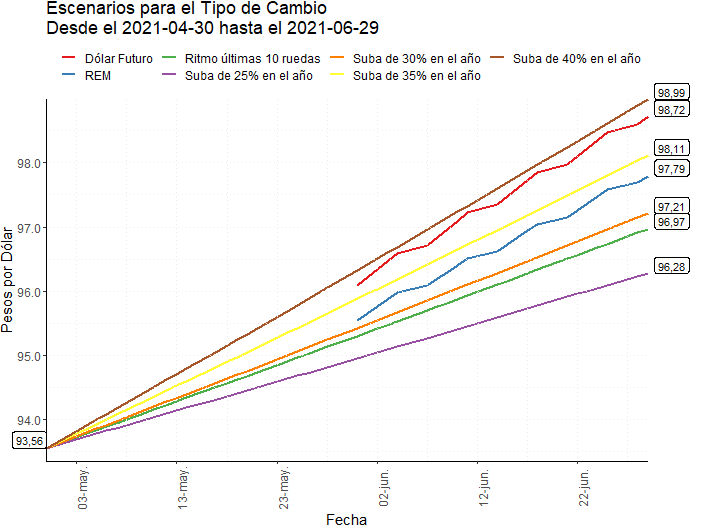 Escenarios para el Tipo de Cambio
Desde el 2021-04-30 hasta el 2021-06-29
Dólar Futuro
Ritmo últimas 10 ruedas
Suba de 30% en el año
Suba de 40% en el año
REM
Suba de 25% en el año
Suba de 35% en el año
98,99
98,72
98,11
97,79
97,21
96,97
96,28
93,56
98.0
97.0
96.0
95.0
94.0
Pesos por Dólar
03-may.
13-may.
23-may.
02-jun.
12-jun.
22-jun.
Fecha